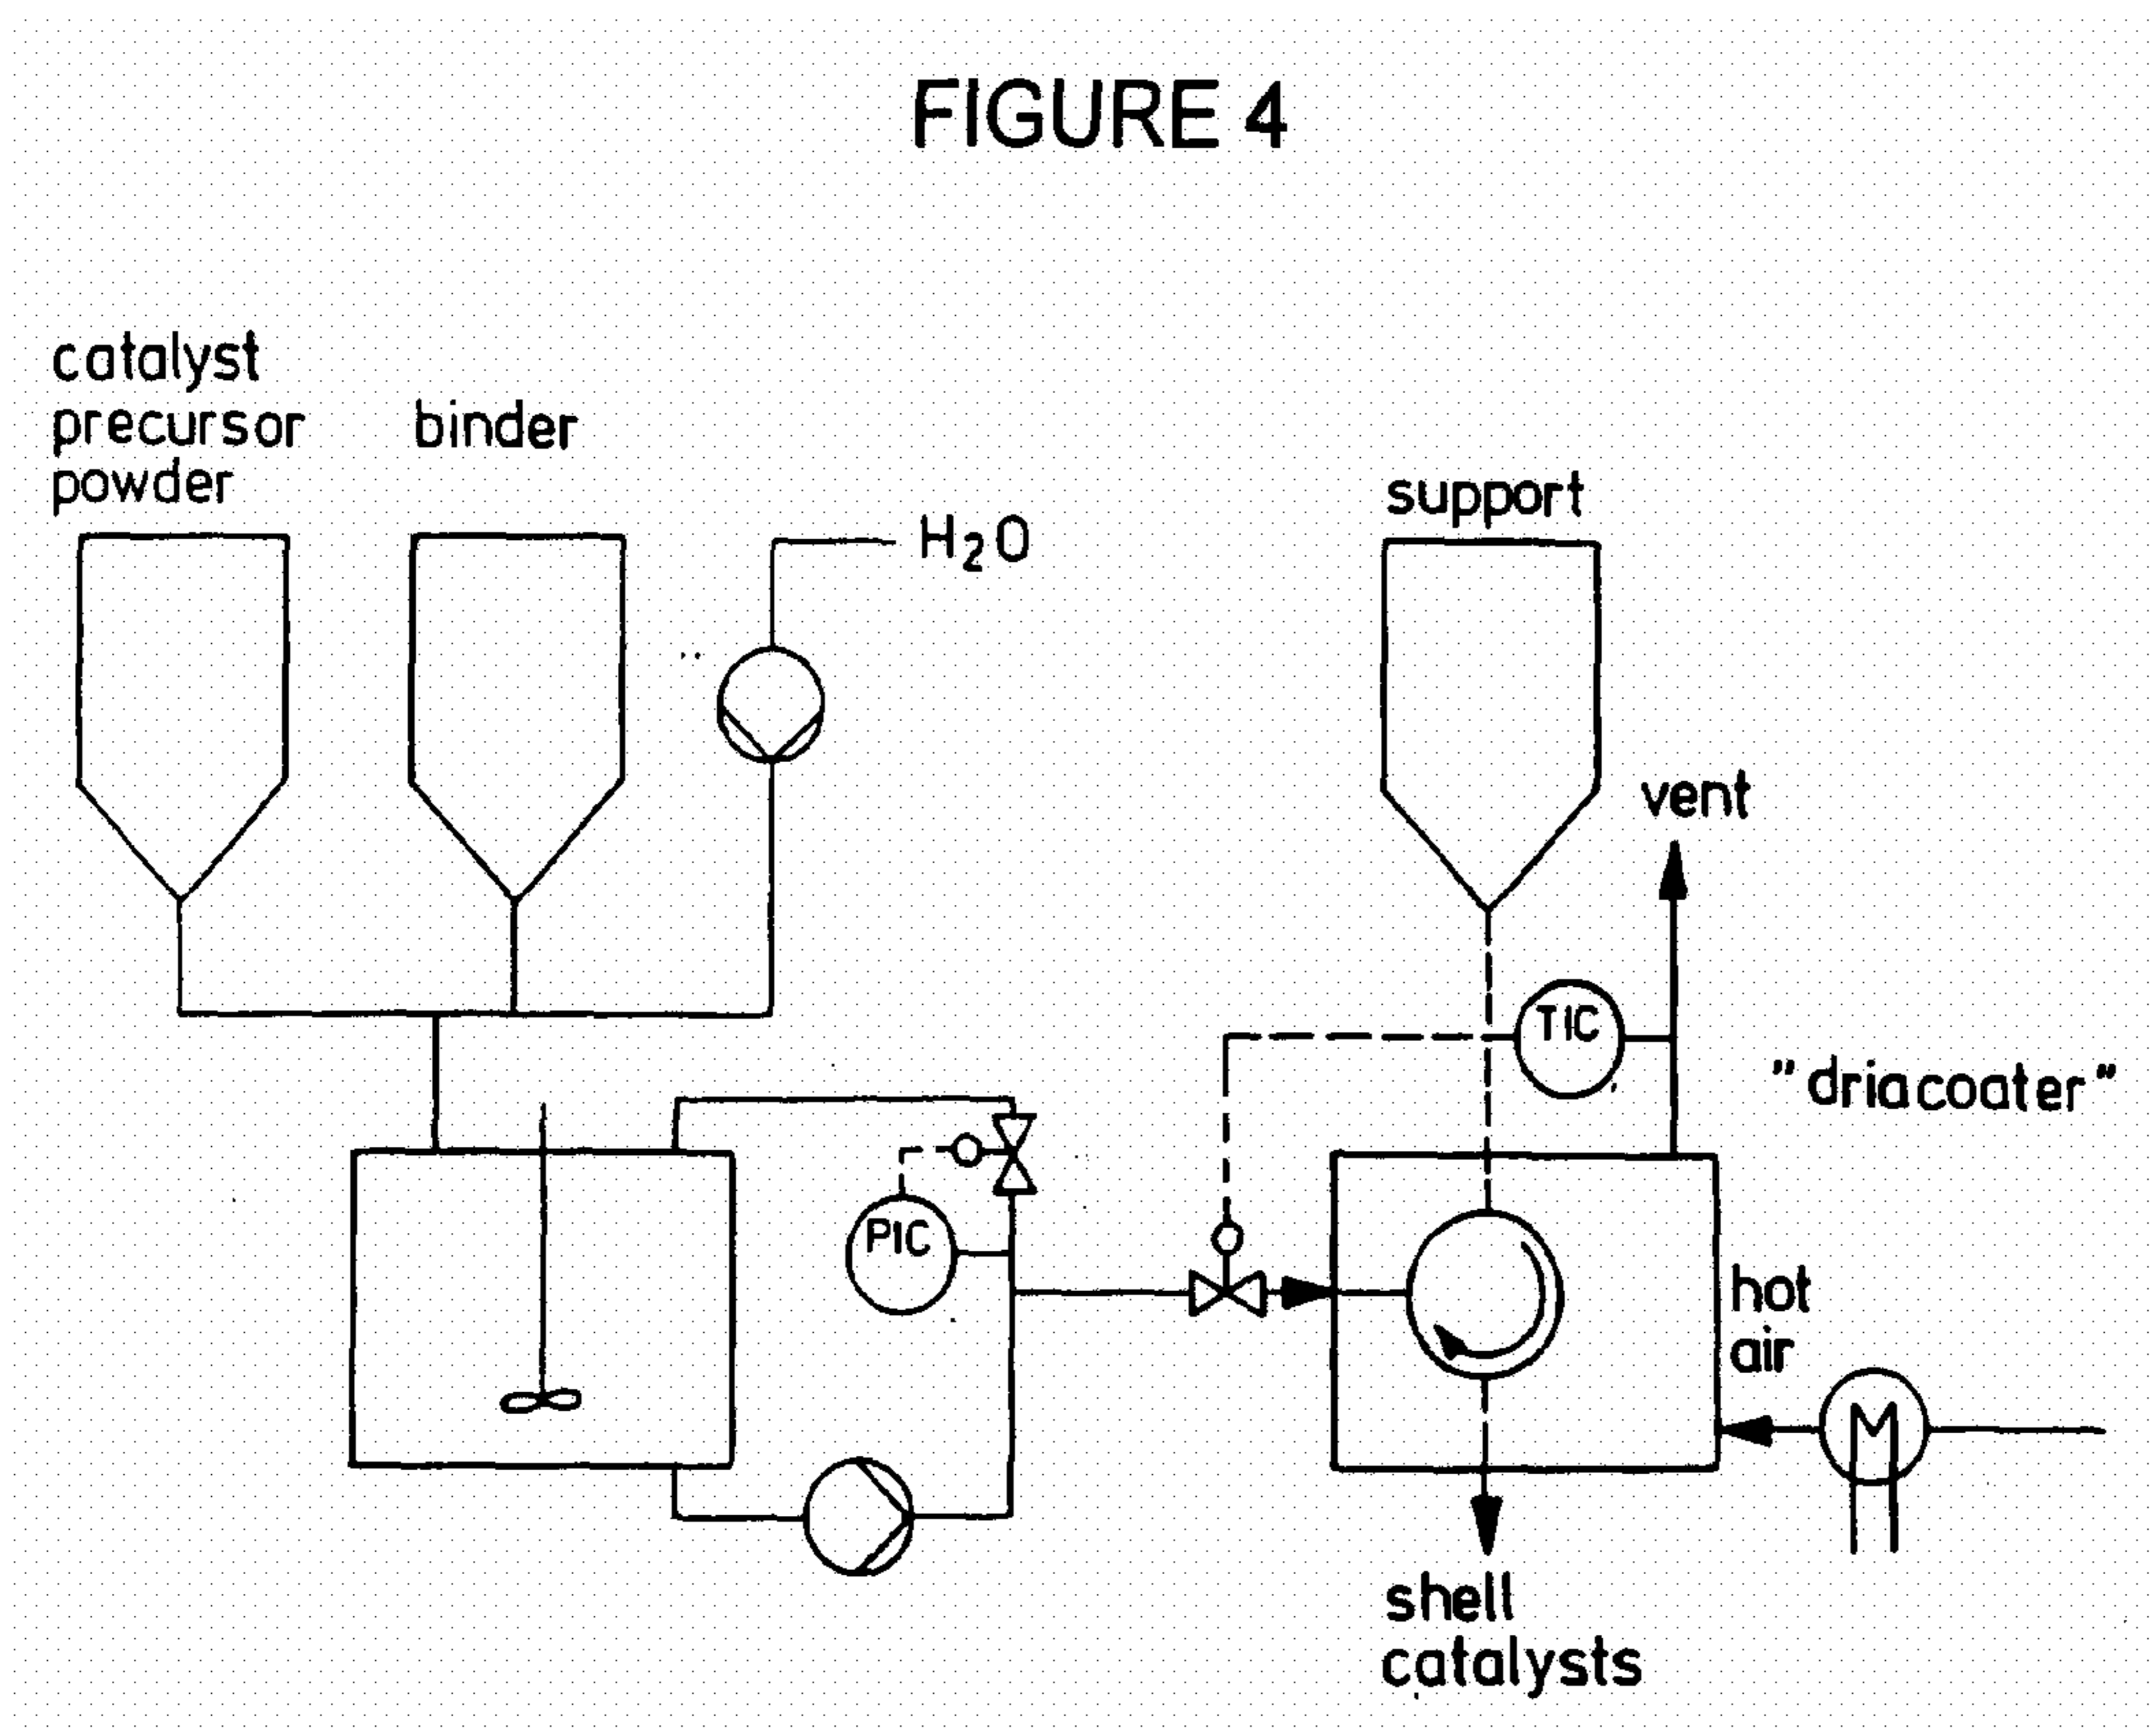 FIGURE 4
catalyst
precursor
powder
binder
H₂O
support
vent
TIC
"driacoater"
PIC
hot
air
shell
catalysts